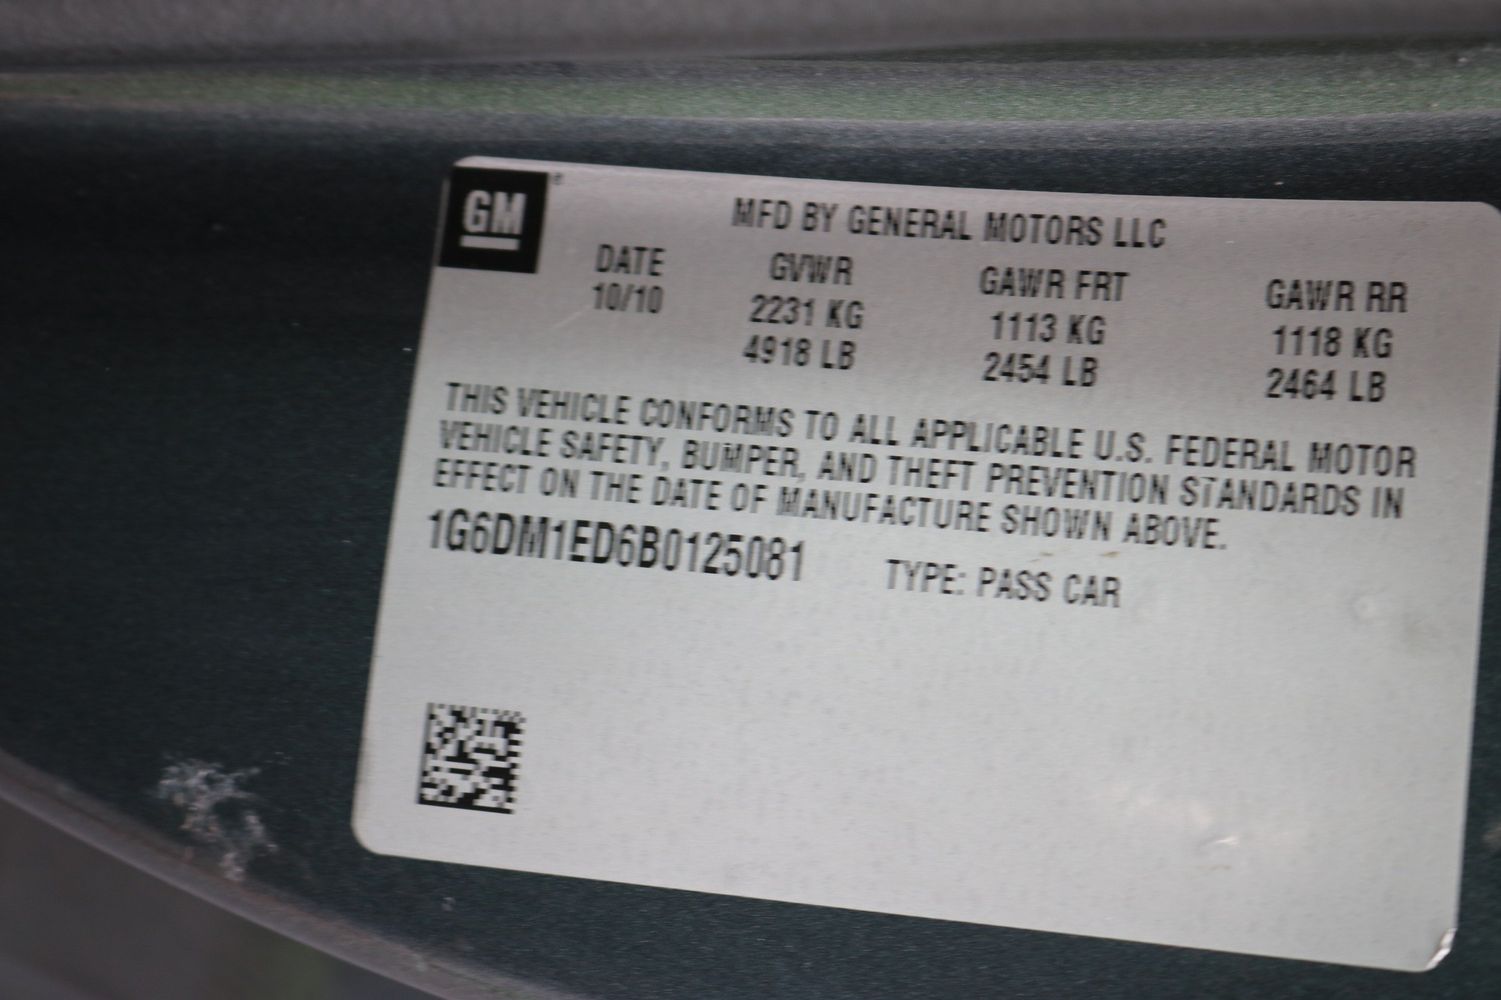 GM®
MFD BY GENERAL MOTORS LLC
DATE GVWR GAWR FRT GAWR RR
10/10 2231 KG 1113 KG 1118 KG
4918 LB 2454 LB 2464 LB
THIS VEHICLE CONFORMS TO ALL APPLICABLE U.S. FEDERAL MOTOR
VEHICLE SAFETY, BUMPER, AND THEFT PREVENTION STANDARDS IN
EFFECT ON THE DATE OF MANUFACTURE SHOWN ABOVE.
1G6DM1ED6B0125081 TYPE: PASS CAR